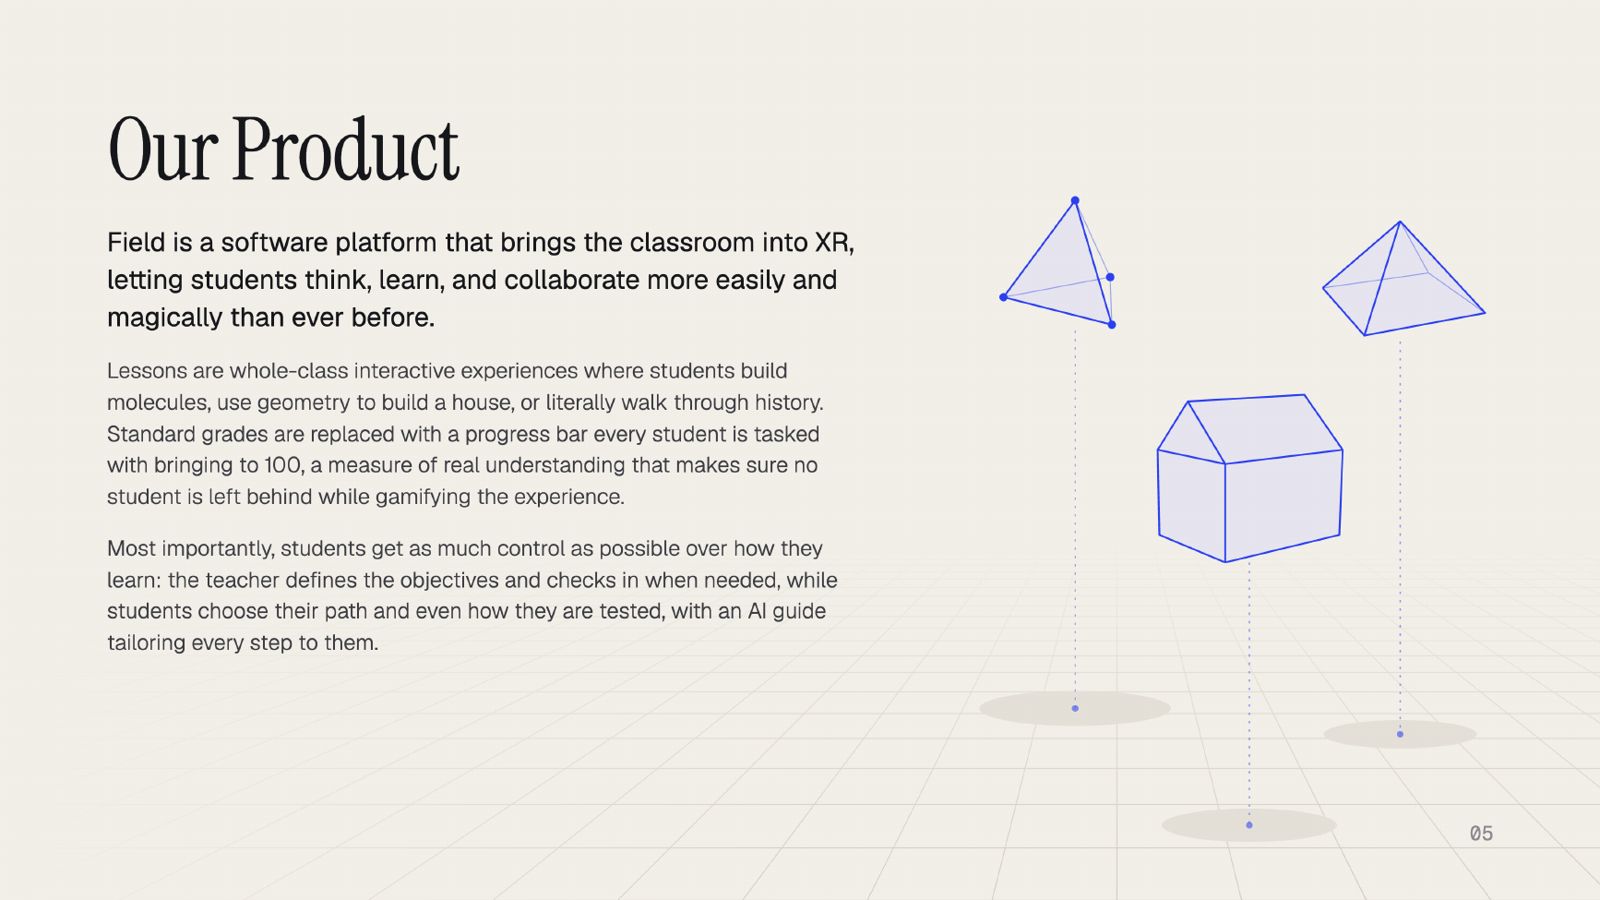 Our Product
Field is a software platform that brings the classroom into XR,
letting students think, learn, and collaborate more easily and
magically than ever before.
Lessons are whole-class interactive experiences where students build
molecules, use geometry to build a house, or literally walk through history.
Standard grades are replaced with a progress bar every student is tasked
with bringing to 100, a measure of real understanding that makes sure no
student is left behind while gamifying the experience.
Most importantly, students get as much control as possible over how they
learn: the teacher defines the objectives and checks in when needed, while
students choose their path and even how they are tested, with an AI guide
tailoring every step to them.
05